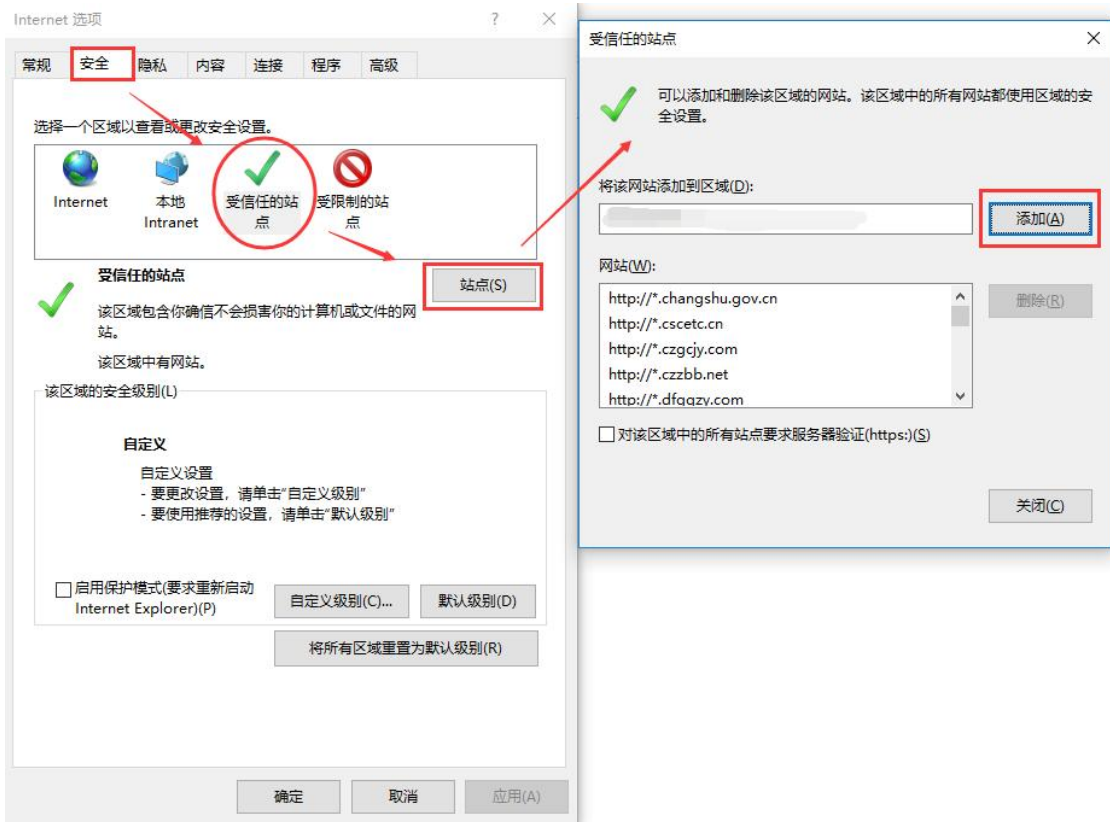 Internet 选项
?
常规 安全 隐私 内容 连接 程序 高级
选择一个区域以查看或更改安全设置。
Internet
本地
Intranet
受信任的站
点
受限制的站
点
受信任的站点
站点(S)
该区域包含你确信不会损害你的计算机或文件的网
站。
该区域中有网站。
该区域的安全级别(L)
自定义
自定义设置
- 要更改设置，请单击“自定义级别”
- 要使用推荐的设置，请单击“默认级别”
启用保护模式(要求重新启动
Internet Explorer)(P)
自定义级别(C)...
默认级别(D)
将所有区域重置为默认级别(R)
确定
取消
应用(A)
受信任的站点
可以添加和删除该区域的网站。该区域中的所有网站都使用区域的安
全设置。
将该网站添加到区域(D):
添加(A)
网站(W):
http://*.changshu.gov.cn
http://*.cscetc.cn
http://*.czgcjy.com
http://*.czzbb.net
http://*.dfggzy.com
删除(R)
对该区域中的所有站点要求服务器验证(https:)(S)
关闭(C)